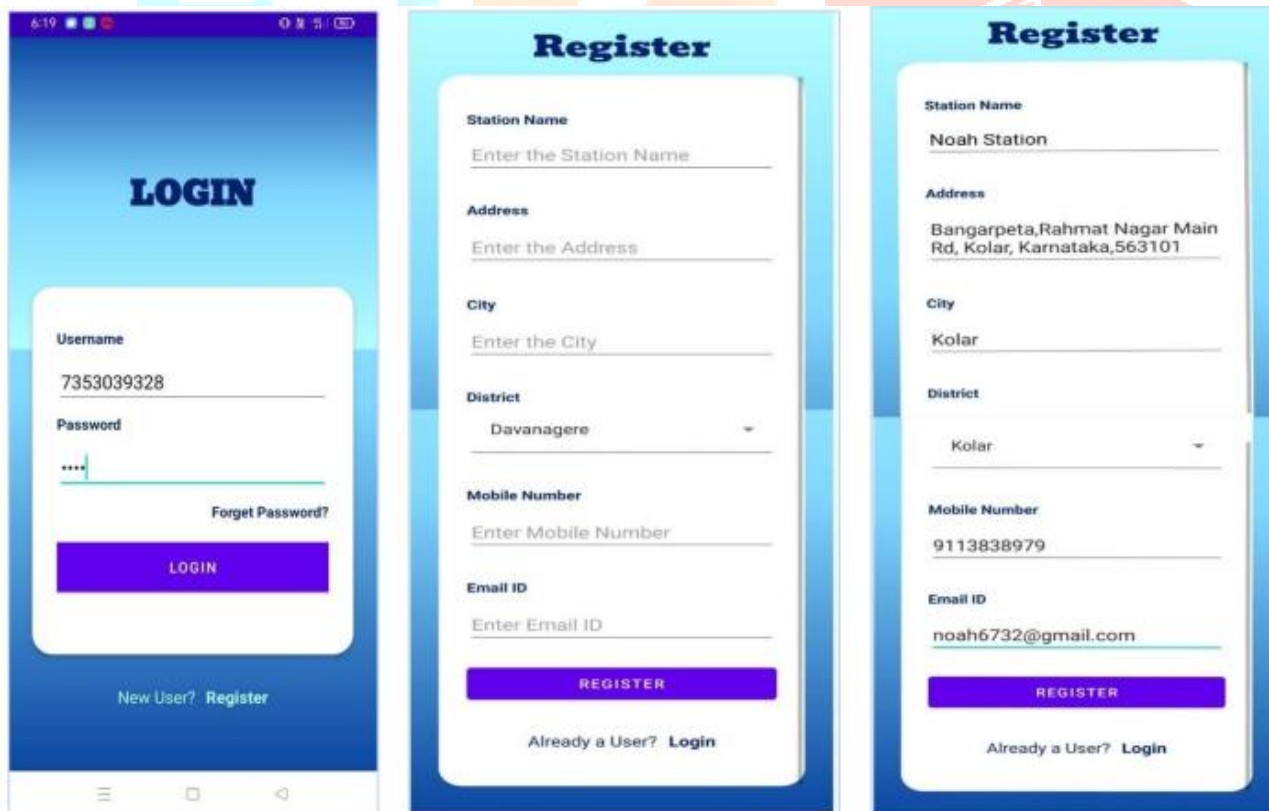 6:19
LOGIN
Username
7353039328
Password
••••
Forget Password?
LOGIN
New User? Register
Register
Station Name
Enter the Station Name
Address
Enter the Address
City
Enter the City
District
Davanagere
Mobile Number
Enter Mobile Number
Email ID
Enter Email ID
REGISTER
Already a User? Login
Register
Station Name
Noah Station
Address
Bangarpeta,Rahmat Nagar Main
Rd, Kolar, Karnataka,563101
City
Kolar
District
Kolar
Mobile Number
9113838979
Email ID
noah6732@gmail.com
REGISTER
Already a User? Login